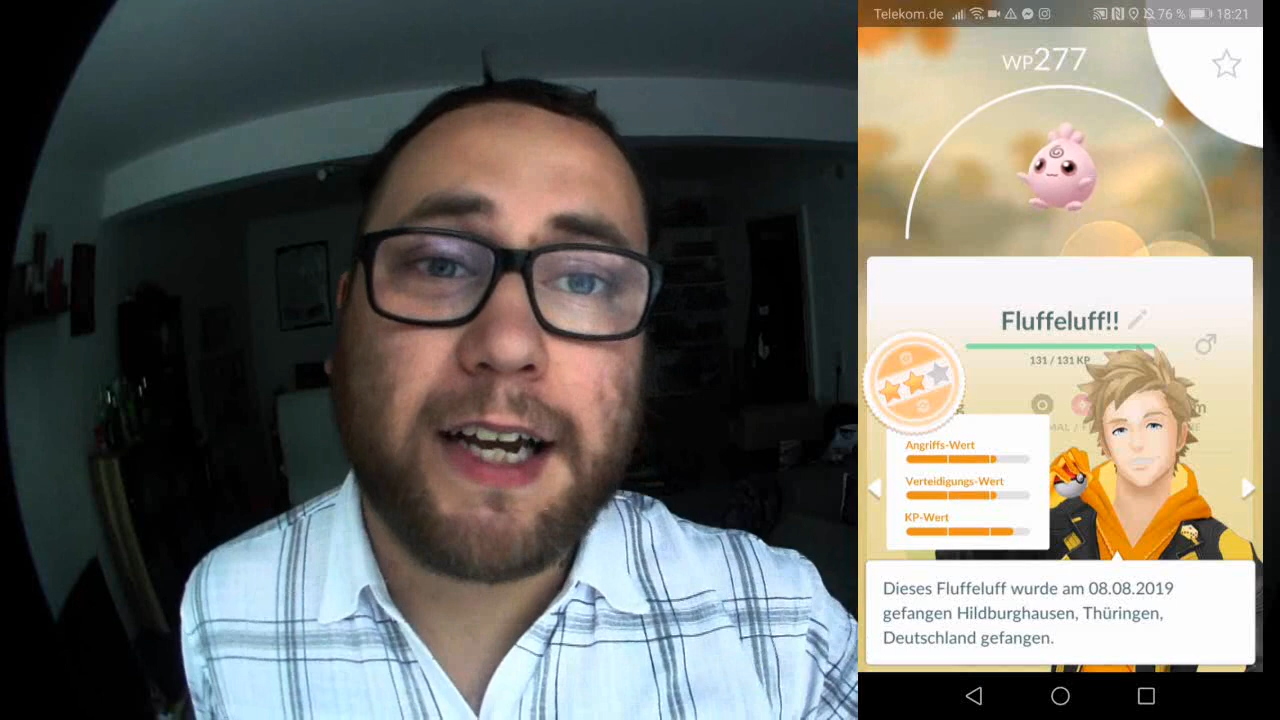 Telekom.de 76 % 18:21
WP277
Fluffeluff!!
131 / 131 KP
Angriffs-Wert
Verteidigungs-Wert
KP-Wert
Dieses Fluffeluff wurde am 08.08.2019
gefangen Hildburghausen, Thüringen,
Deutschland gefangen.